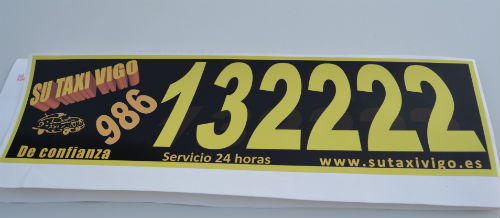 SU TAXI VIGO
986 132222
De confianza
Servicio 24 horas
www.sutaxivigo.es